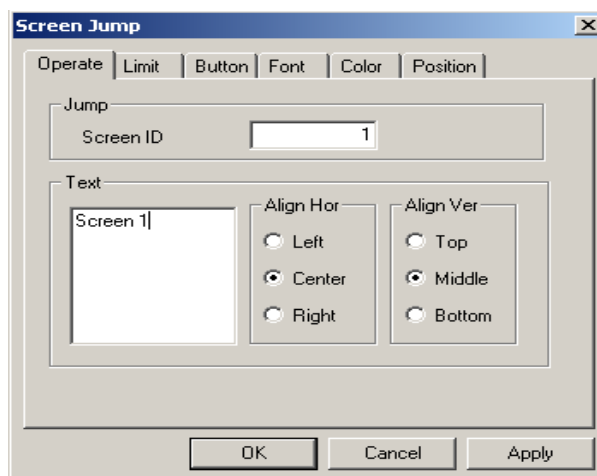 Screen Jump
Operate Limit Button Font Color Position
Jump
Screen ID 1
Text
Screen 1
Align Hor
Left
Center
Right
Align Ver
Top
Middle
Bottom
OK Cancel Apply